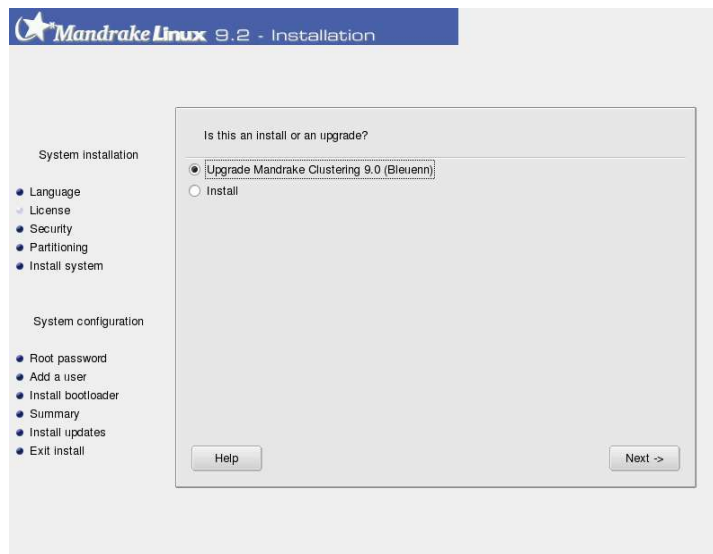 Mandrake Linux 9.2 - Installation
System installation
Language
License
Security
Partitioning
Install system
System configuration
Root password
Add a user
Install bootloader
Summary
Install updates
Exit install
Is this an install or an upgrade?
Upgrade Mandrake Clustering 9.0 (Bleuenn)
Install
Help
Next ->